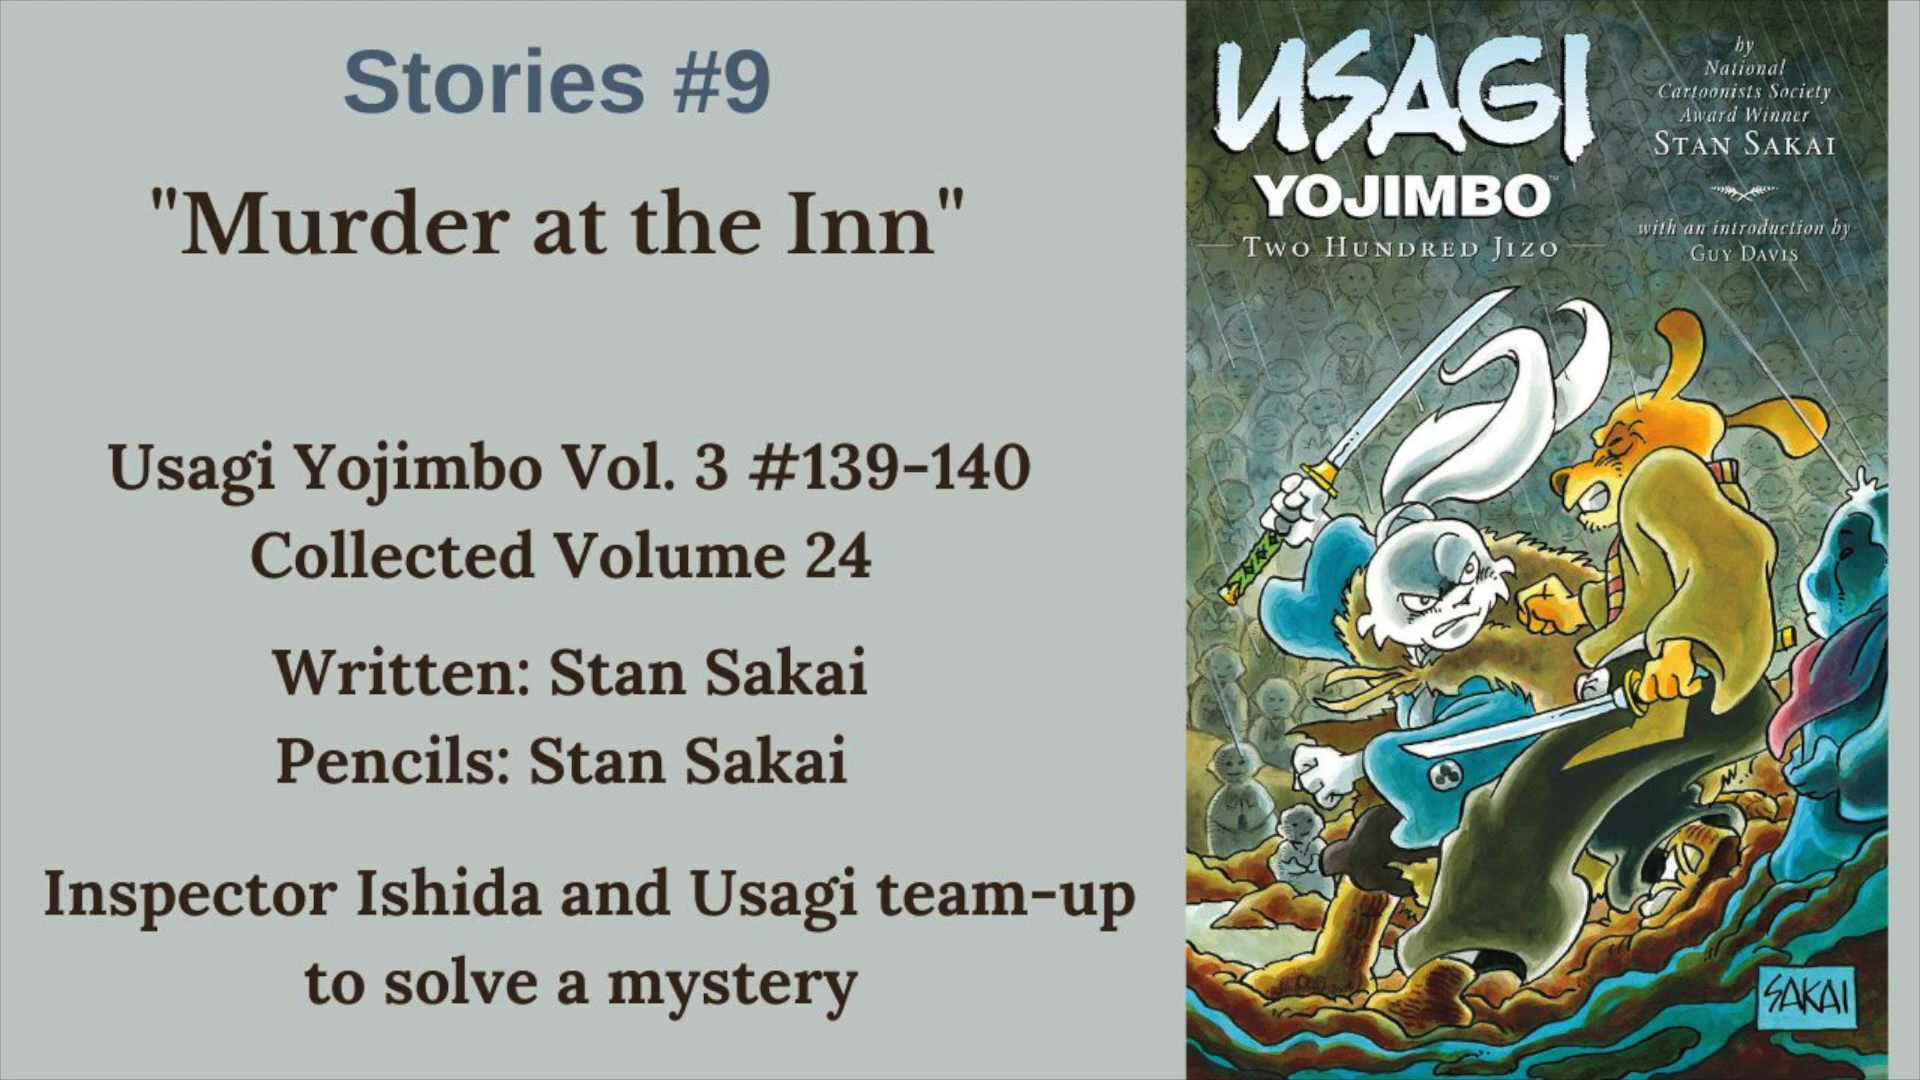 Stories #9
"Murder at the Inn"
Usagi Yojimbo Vol. 3 #139-140
Collected Volume 24
Written: Stan Sakai
Pencils: Stan Sakai
Inspector Ishida and Usagi team-up
to solve a mystery
USAGI
YOJIMBO™
TWO HUNDRED JIZO
by
National
Cartoonists Society
Award Winner
STAN SAKAI
with an introduction by
GUY DAVIS
SAKAI